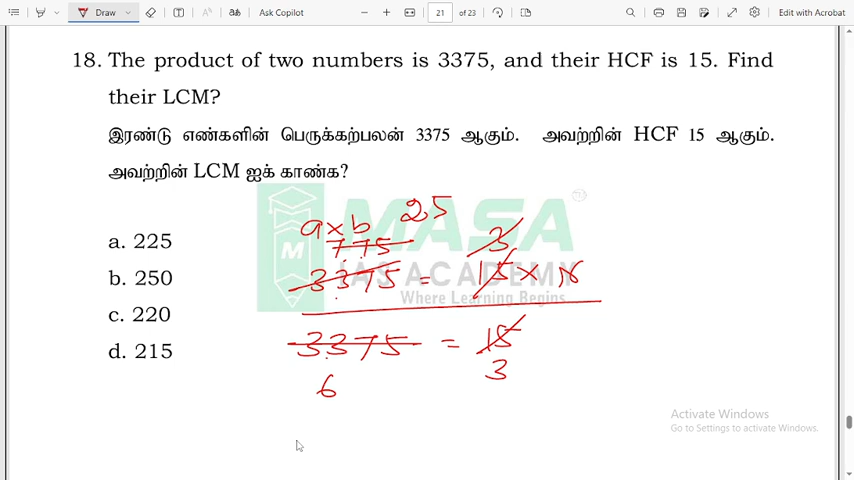 Draw
Ask Copilot
21 of 23
Edit with Acrobat
18. The product of two numbers is 3375, and their HCF is 15. Find
their LCM?
இரண்டு எண்களின் பெருக்கற்பலன் 3375 ஆகும். அவற்றின் HCF 15 ஆகும்.
அவற்றின் LCM ஐக் காண்க?
MASA
IAS ACADEMY
Where Learning Begins
a. 225
b. 250
c. 220
d. 215
a×b 25
775 3
3375 = 15 ×
3375 = 15
6 3
Activate Windows
Go to Settings to activate Windows.